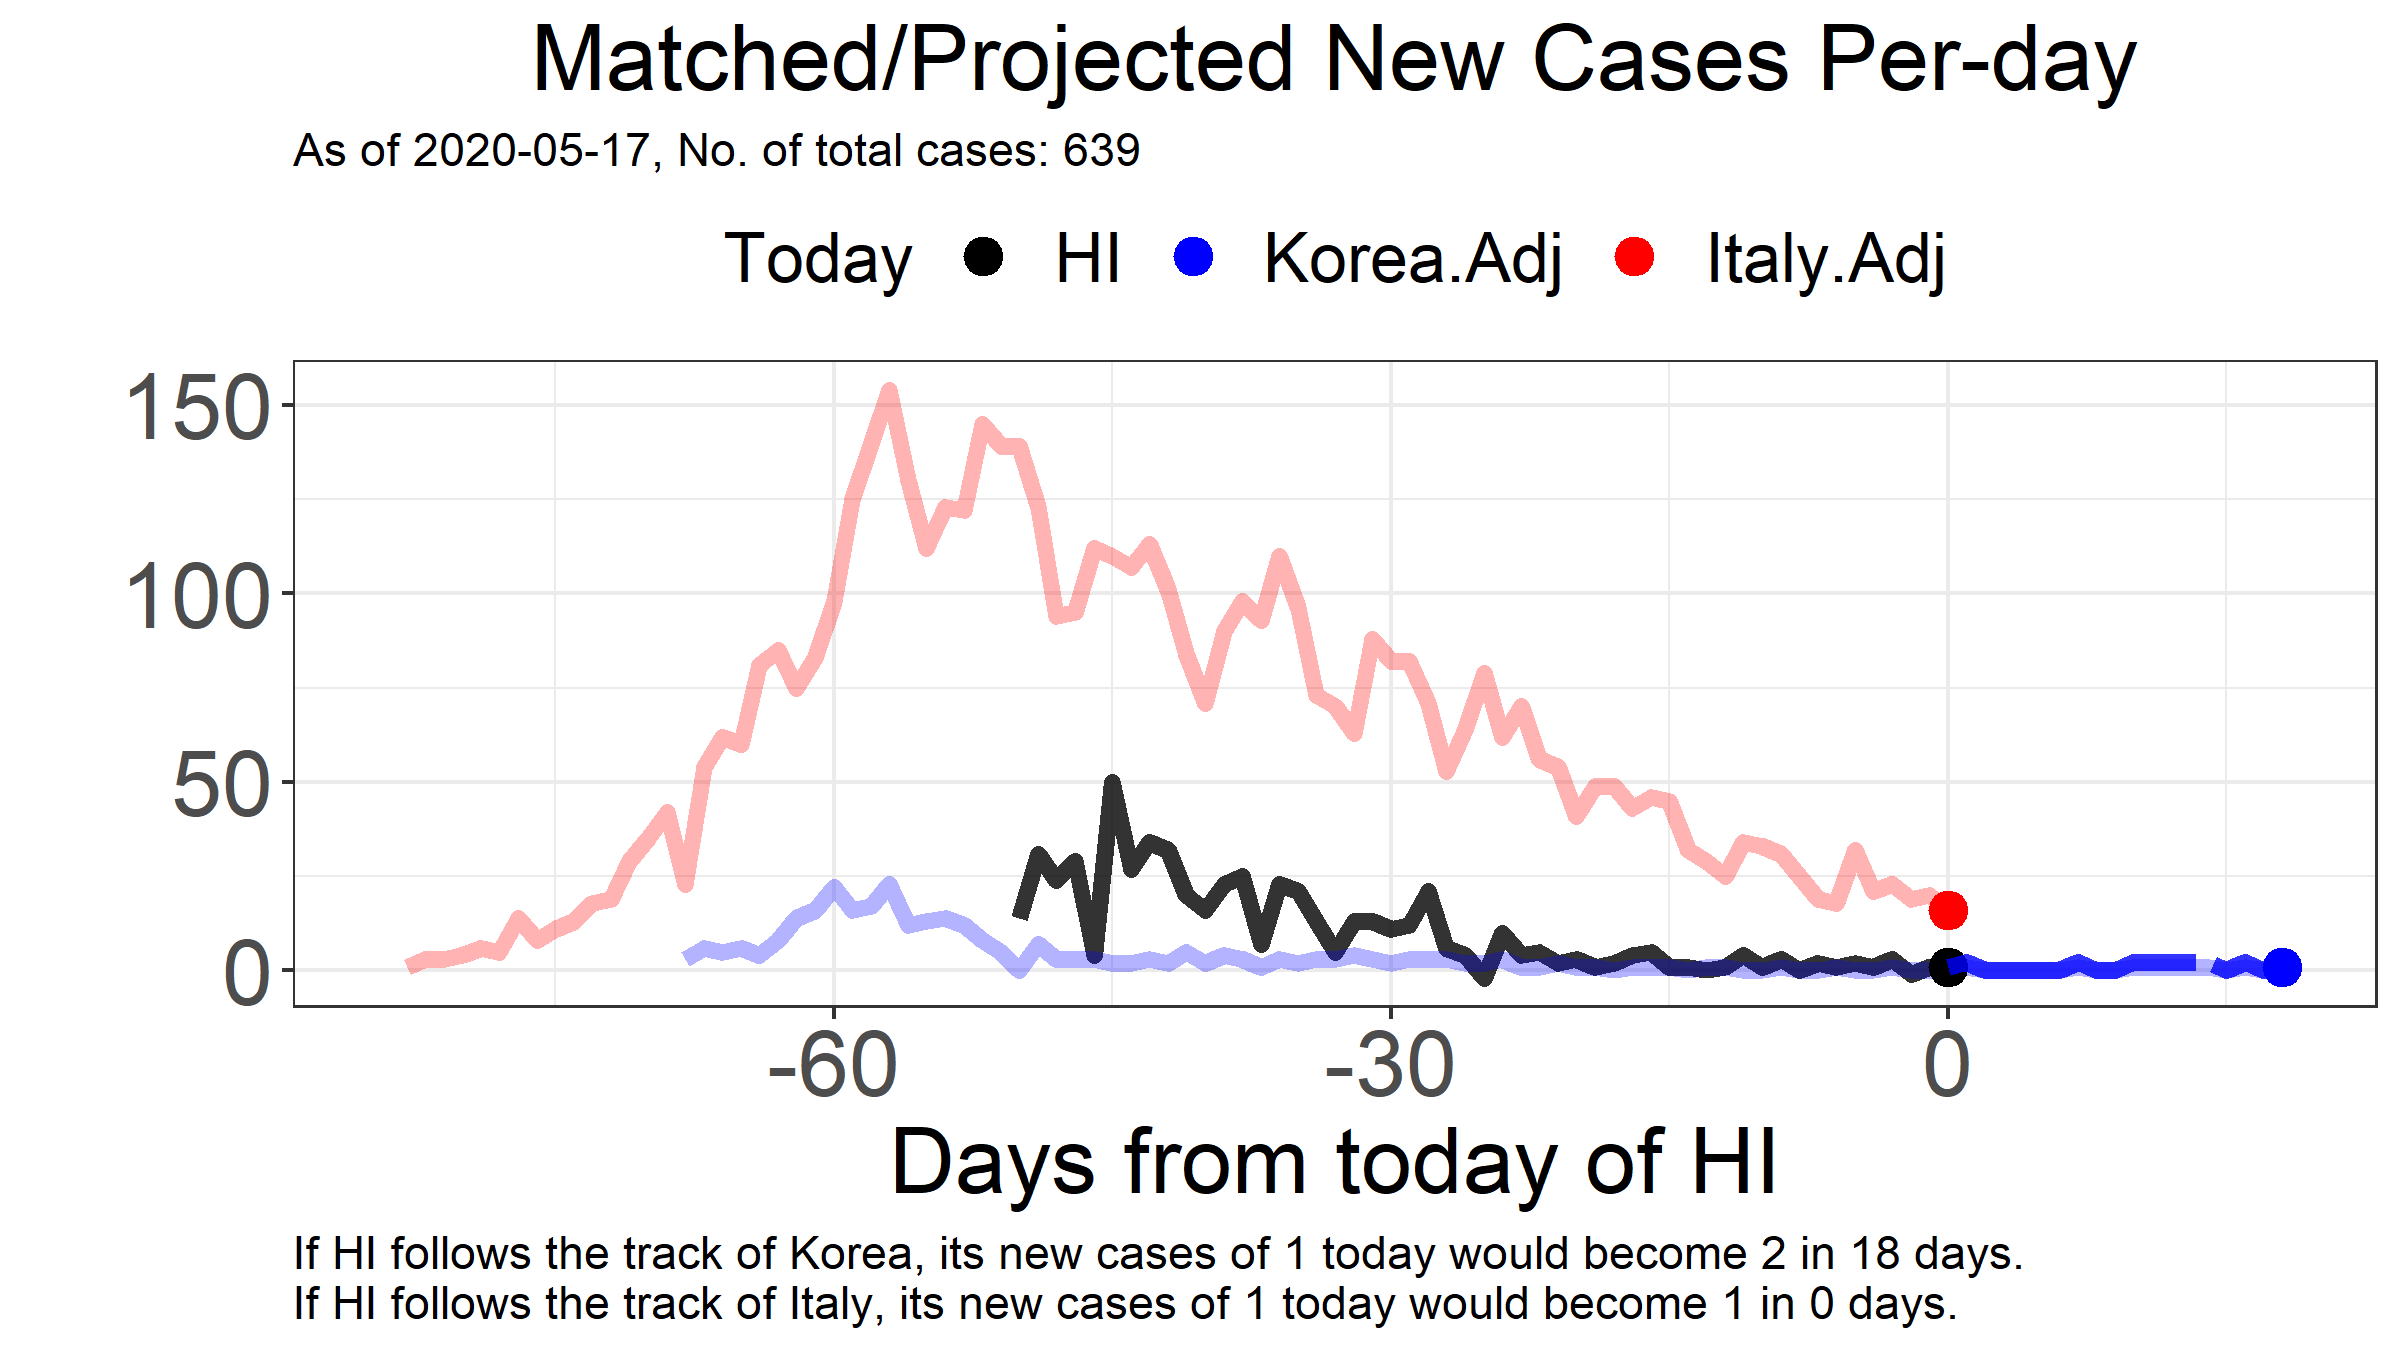 Matched/Projected New Cases Per-day
As of 2020-05-17, No. of total cases: 639
Today HI Korea.Adj Italy.Adj
150
100
50
0
-60 -30 0
Days from today of HI
If HI follows the track of Korea, its new cases of 1 today would become 2 in 18 days.
If HI follows the track of Italy, its new cases of 1 today would become 1 in 0 days.